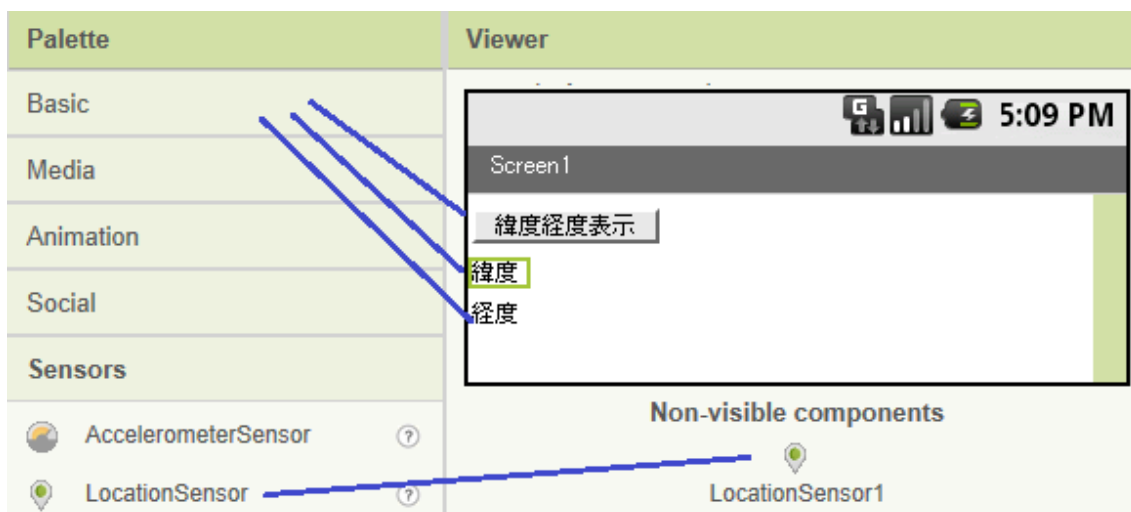 Palette
Basic
Media
Animation
Social
Sensors
AccelerometerSensor ?
LocationSensor ?
Viewer
G 5:09 PM
Screen1
緯度経度表示
緯度
経度
Non-visible components
LocationSensor1